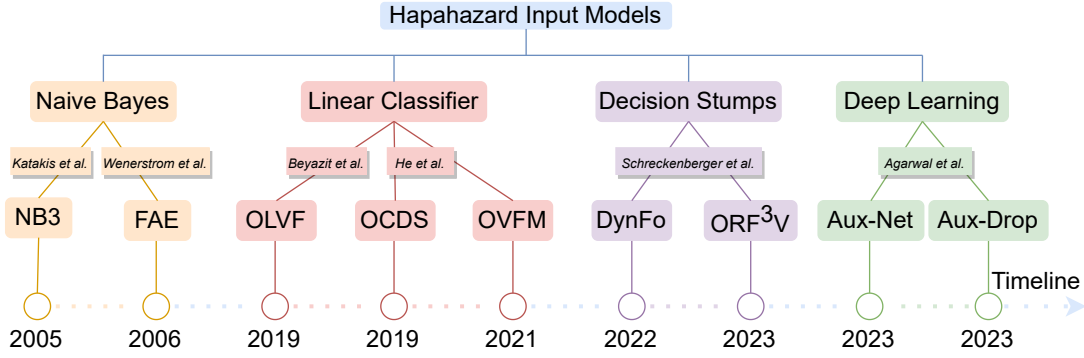 Hapahazard Input Models
Naive Bayes Linear Classifier Decision Stumps Deep Learning
Katakis et al. Wenerstrom et al. Beyazit et al. He et al. Schreckenberger et al. Agarwal et al.
NB3 FAE OLVF OCDS OVFM DynFo ORF³V Aux-Net Aux-Drop
Timeline
2005 2006 2019 2019 2021 2022 2023 2023 2023